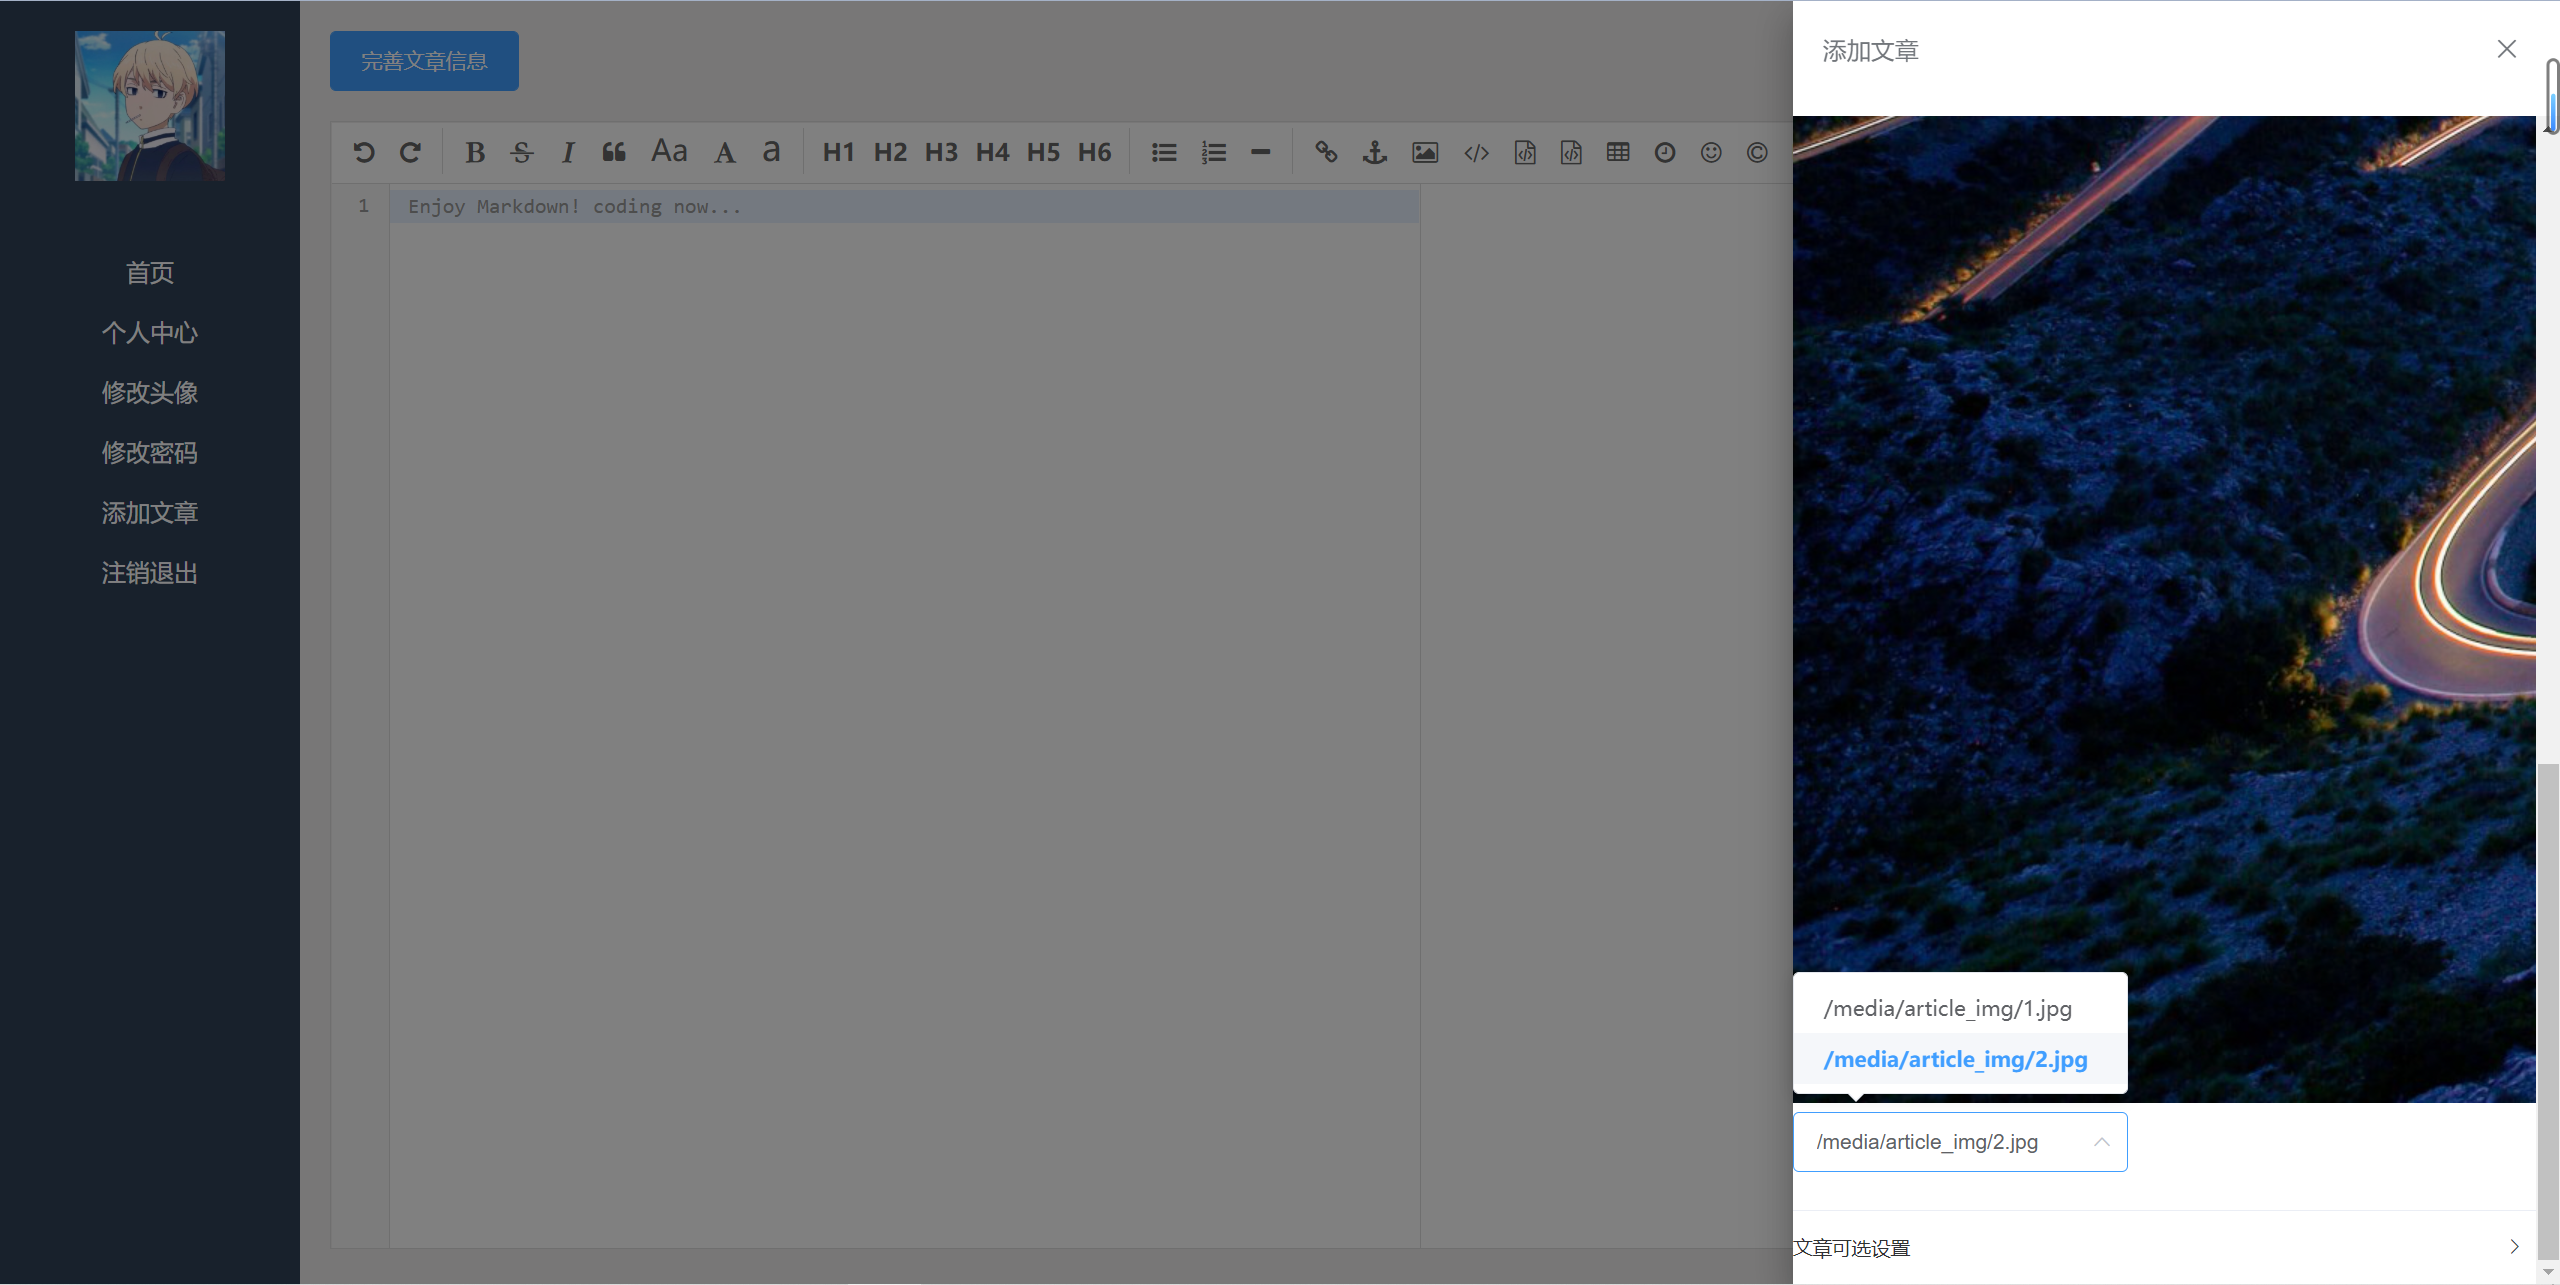 首页
个人中心
修改头像
修改密码
添加文章
注销退出
完善文章信息
B S I Aa A a H1 H2 H3 H4 H5 H6
1 Enjoy Markdown! coding now...
添加文章
/media/article_img/1.jpg
/media/article_img/2.jpg
/media/article_img/2.jpg
文章可选设置